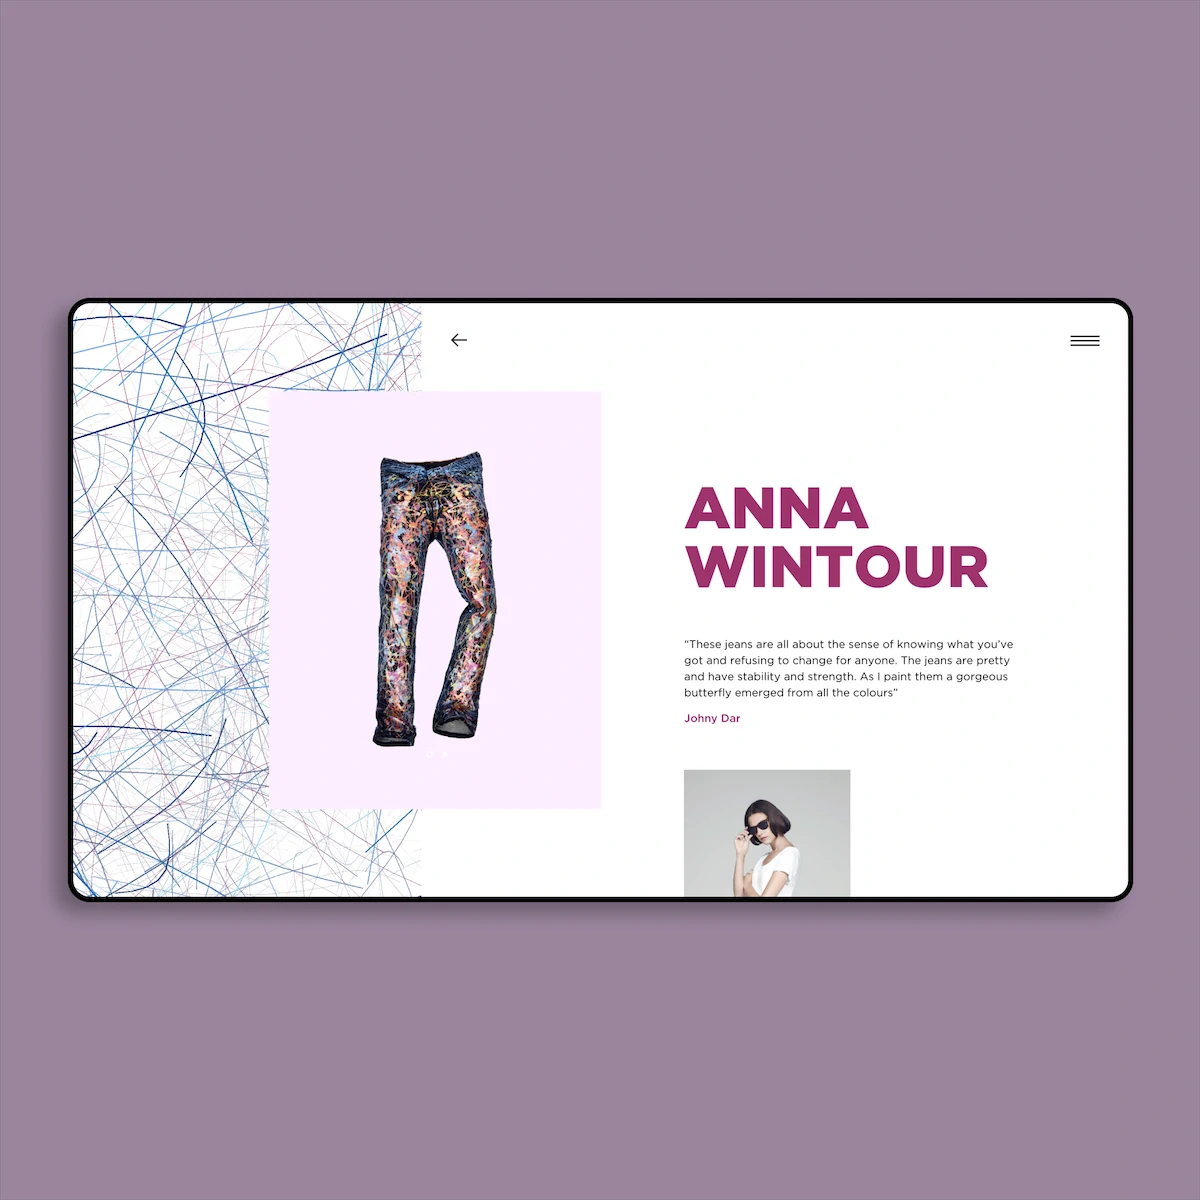 ANNA
WINTOUR
“These jeans are all about the sense of knowing what you’ve
got and refusing to change for anyone. The jeans are pretty
and have stability and strength. As I paint them a gorgeous
butterfly emerged from all the colours”
Johny Dar